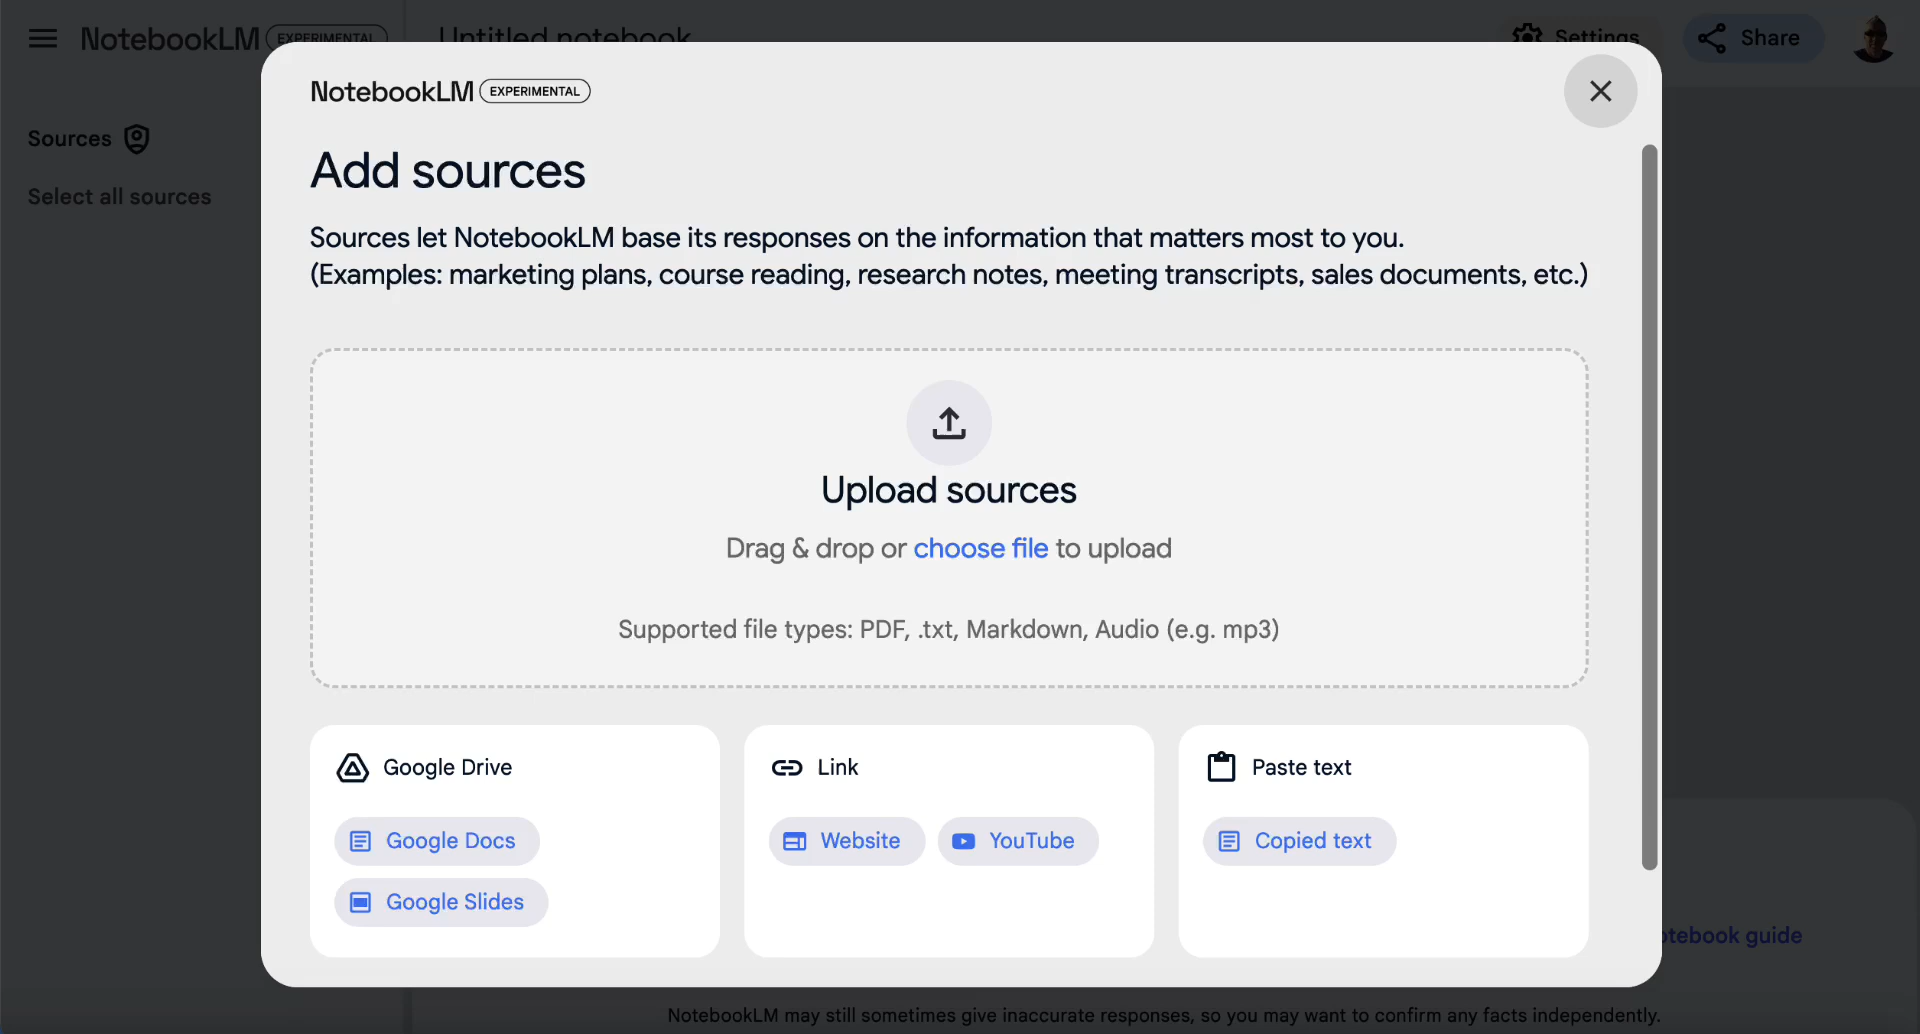 NotebookLM EXPERIMENTAL
Untitled notebook
Settings
Share
Sources
Select all sources
NotebookLM EXPERIMENTAL
Add sources
Sources let NotebookLM base its responses on the information that matters most to you.
(Examples: marketing plans, course reading, research notes, meeting transcripts, sales documents, etc.)
Upload sources
Drag & drop or choose file to upload
Supported file types: PDF, .txt, Markdown, Audio (e.g. mp3)
Google Drive
Google Docs
Google Slides
Link
Website
YouTube
Paste text
Copied text
otebook guide
NotebookLM may still sometimes give inaccurate responses, so you may want to confirm any facts independently.